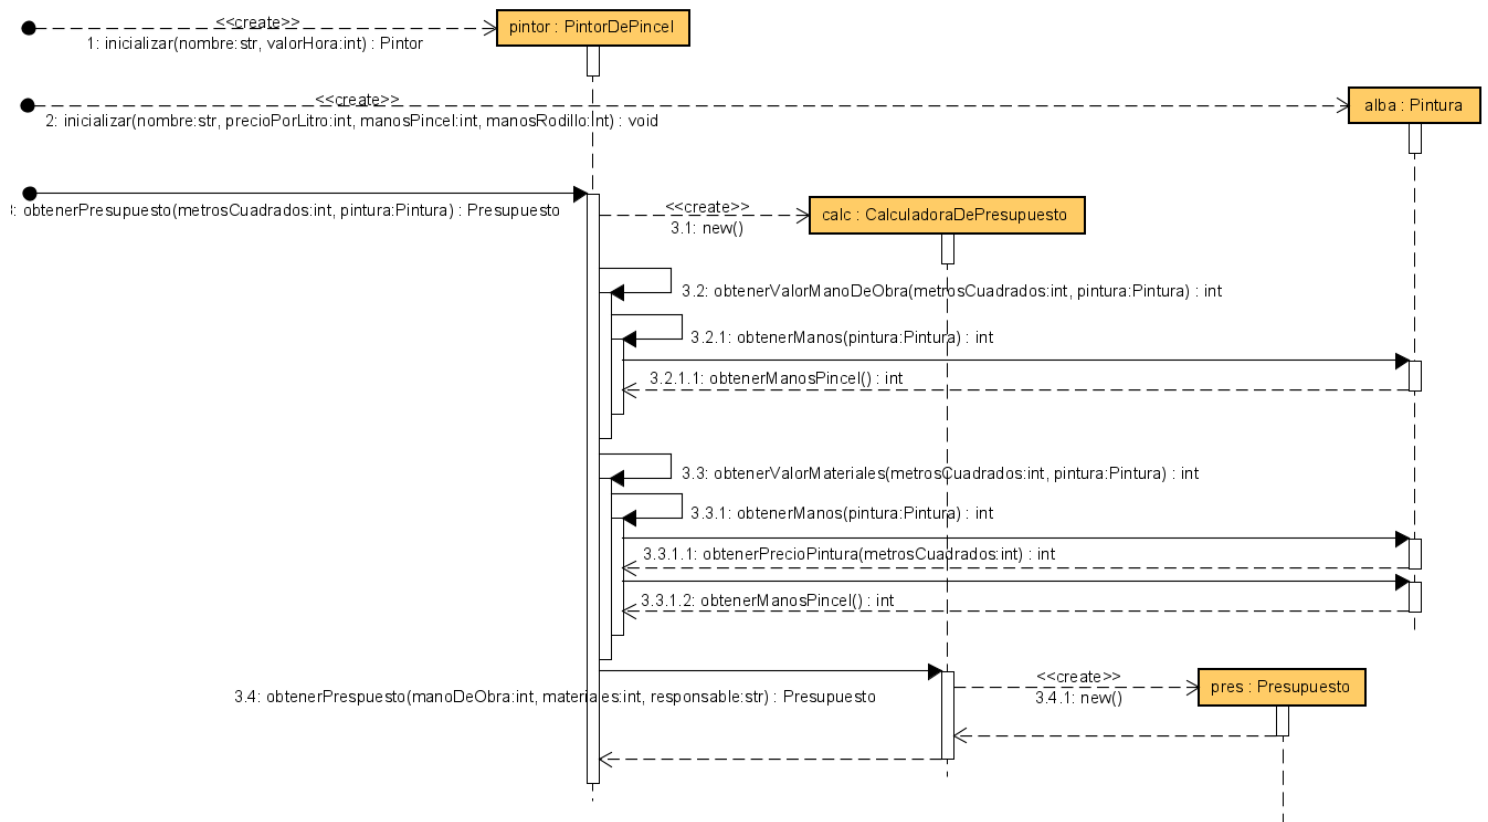 <<create>>
pintor : PintorDePincel
1: inicializar(nombre:str, valorHora:int) : Pintor
<<create>>
alba : Pintura
2: inicializar(nombre:str, precioPorLitro:int, manosPincel:int, manosRodillo:int) : void
<<create>>
calc : CalculadoraDePresupuesto
: obtenerPresupuesto(metrosCuadrados:int, pintura:Pintura) : Presupuesto
3.1: new()
3.2: obtenerValorManoDeObra(metrosCuadrados:int, pintura:Pintura) : int
3.2.1: obtenerManos(pintura:Pintura) : int
3.2.1.1: obtenerManosPincel() : int
3.3: obtenerValorMateriales(metrosCuadrados:int, pintura:Pintura) : int
3.3.1: obtenerManos(pintura:Pintura) : int
3.3.1.1: obtenerPrecioPintura(metrosCuadrados:int) : int
3.3.1.2: obtenerManosPincel() : int
<<create>>
pres : Presupuesto
3.4: obtenerPrespuesto(manoDeObra:int, materiales:int, responsable:str) : Presupuesto
3.4.1: new()